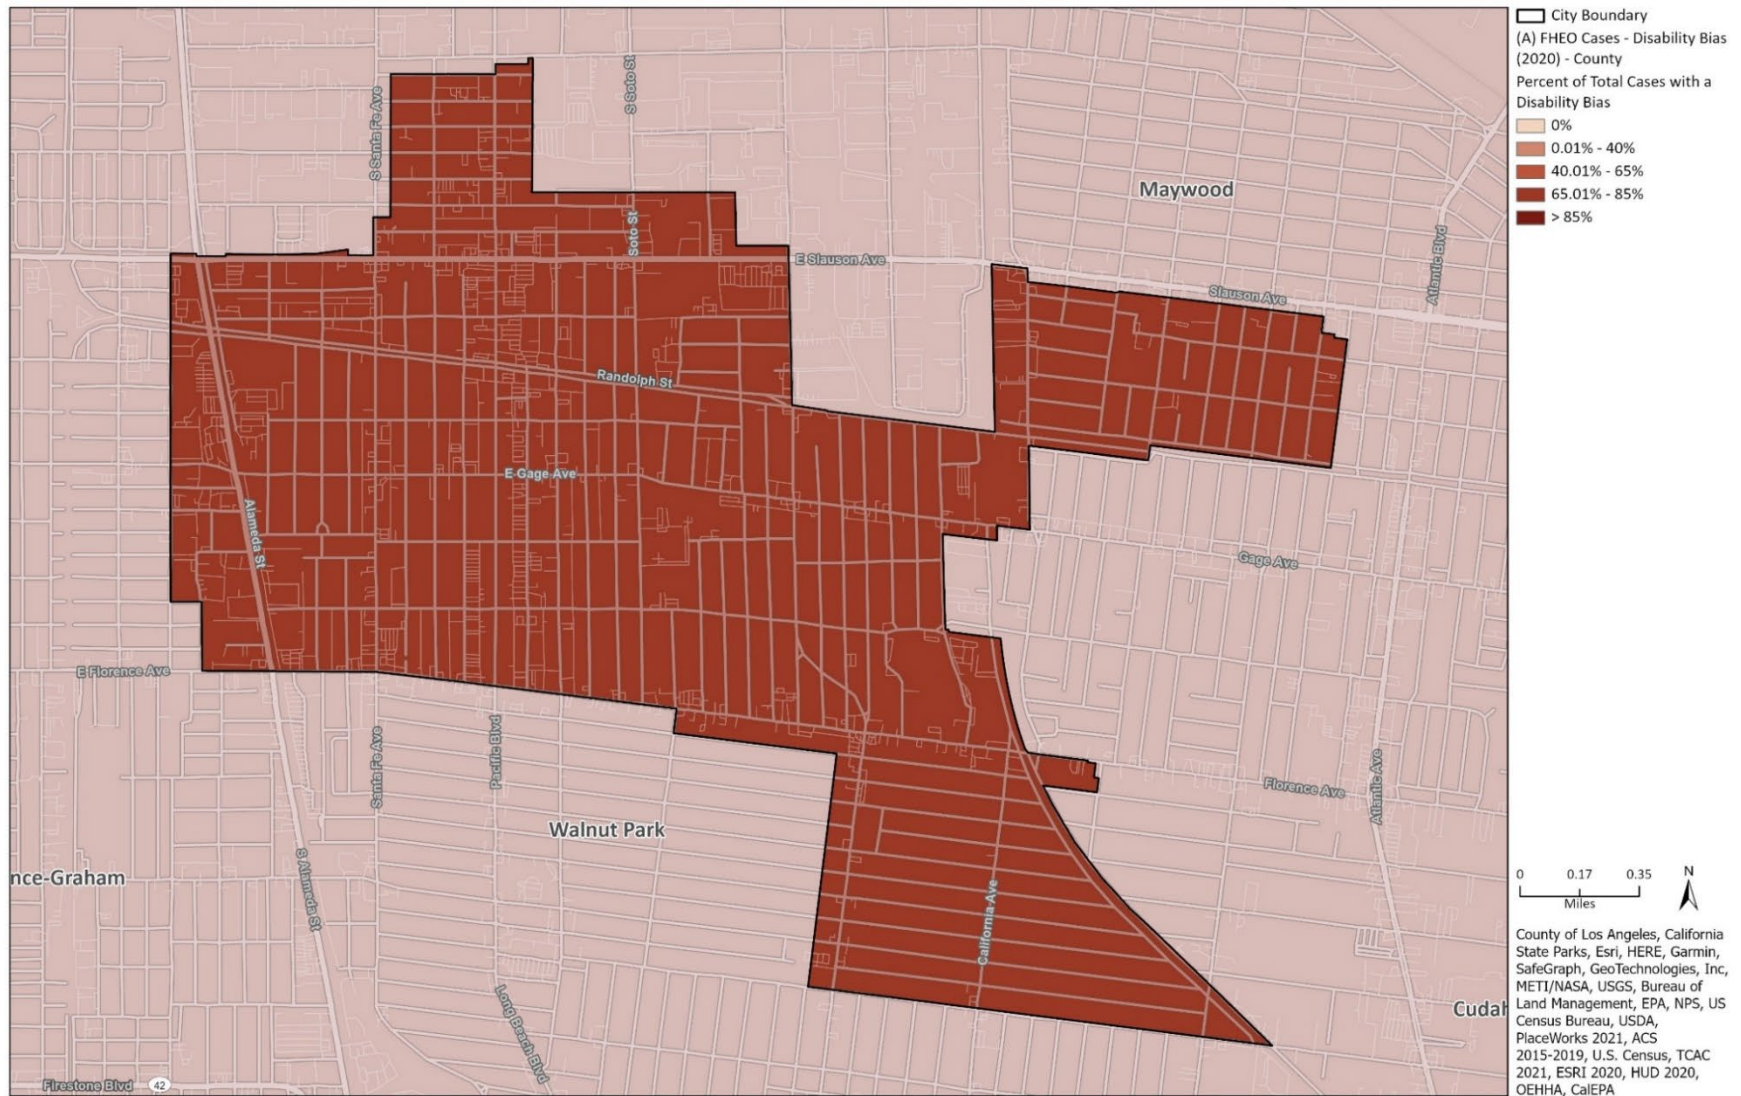 City Boundary
(A) FHEO Cases - Disability Bias
(2020) - County
Percent of Total Cases with a
Disability Bias
0%
0.01% - 40%
40.01% - 65%
65.01% - 85%
> 85%
S Santa Fe Ave
S Soto St
Maywood
Soto St
Atlantic Blvd
E Slauson Ave
Slauson Ave
Randolph St
E Gage Ave
Alameda St
Gage Ave
E Florence Ave
Santa Fe Ave
Pacific Blvd
Florence Ave
Atlantic Ave
Walnut Park
nce-Graham
S Alameda St
California Ave
Long Beach Blvd
Cudah
Firestone Blvd
42
0 0.17 0.35
Miles
N
County of Los Angeles, California
State Parks, Esri, HERE, Garmin,
SafeGraph, GeoTechnologies, Inc,
METI/NASA, USGS, Bureau of
Land Management, EPA, NPS, US
Census Bureau, USDA,
PlaceWorks 2021, ACS
2015-2019, U.S. Census, TCAC
2021, ESRI 2020, HUD 2020,
OEHHA, CalEPA